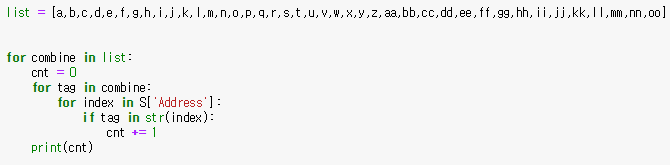 list = [a,b,c,d,e,f,g,h,i,j,k,l,m,n,o,p,q,r,s,t,u,v,w,x,y,z,aa,bb,cc,dd,ee,ff,gg,hh,ii,jj,kk,ll,mm,nn,oo]
for combine in list:
    cnt = 0
    for tag in combine:
        for index in S['Address']:
            if tag in str(index):
                cnt += 1
    print(cnt)